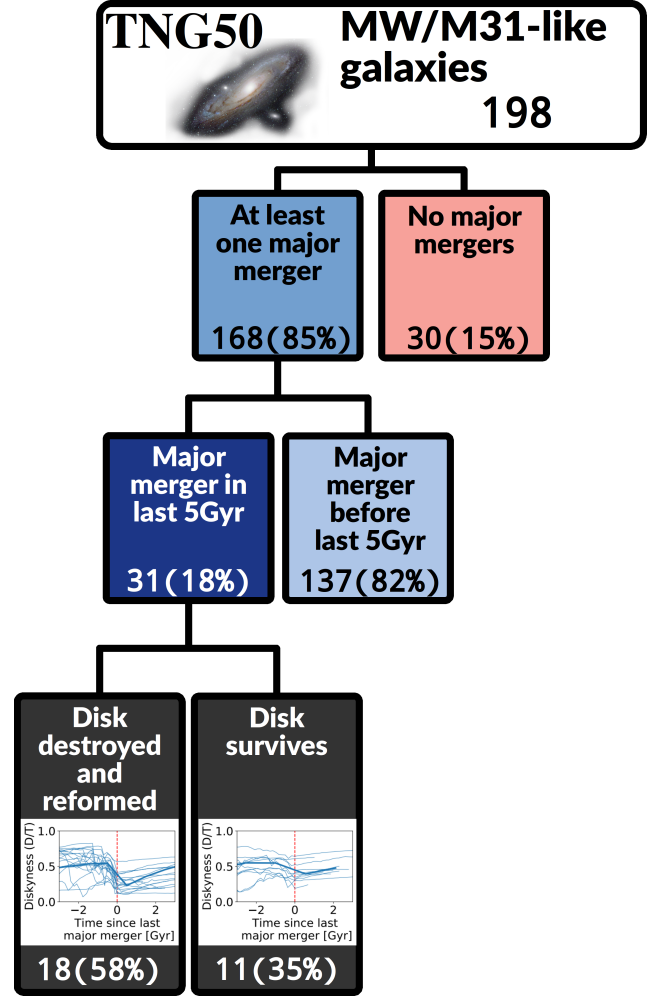 TNG50
MW/M31-like
galaxies
198
At least
one major
merger
168(85%)
No major
mergers
30(15%)
Major
merger in
last 5Gyr
31(18%)
Major
merger
before
last 5Gyr
137(82%)
Disk
destroyed
and
reformed
Diskyness (D/T)
1.0
0.5
0.0
−2 0 2
Time since last
major merger [Gyr]
18(58%)
Disk
survives
Diskyness (D/T)
1.0
0.5
0.0
−2 0 2
Time since last
major merger [Gyr]
11(35%)